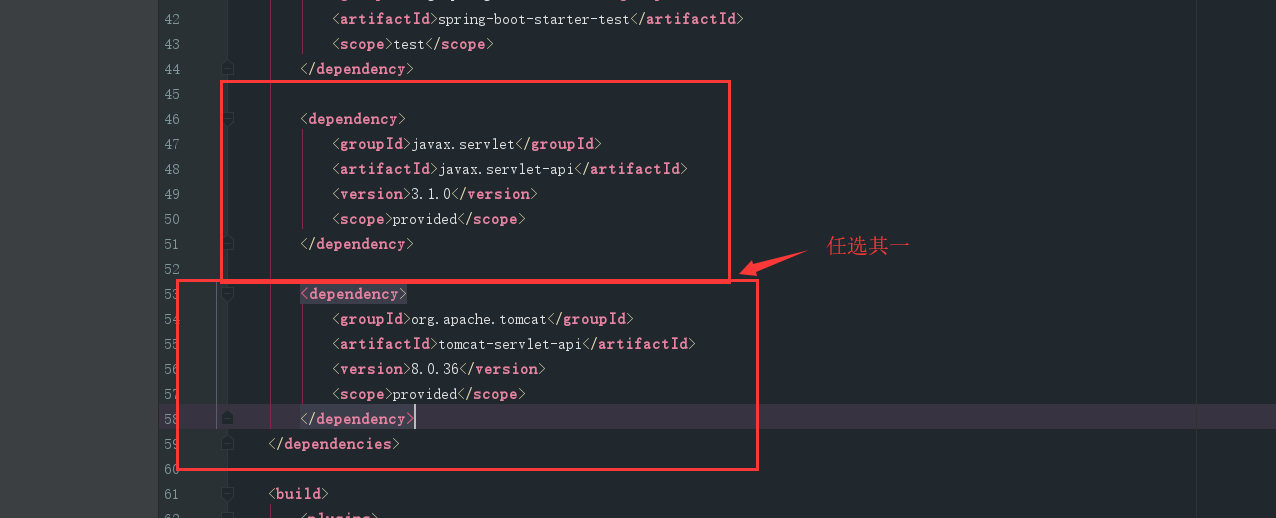 42 <artifactId>spring-boot-starter-test</artifactId>
43 <scope>test</scope>
44 </dependency>
45
46 <dependency>
47 <groupId>javax.servlet</groupId>
48 <artifactId>javax.servlet-api</artifactId>
49 <version>3.1.0</version>
50 <scope>provided</scope>
51 </dependency>
任选其一
52
53 <dependency>
54 <groupId>org.apache.tomcat</groupId>
55 <artifactId>tomcat-servlet-api</artifactId>
56 <version>8.0.36</version>
57 <scope>provided</scope>
58 </dependency>
59 </dependencies>
60
61 <build>